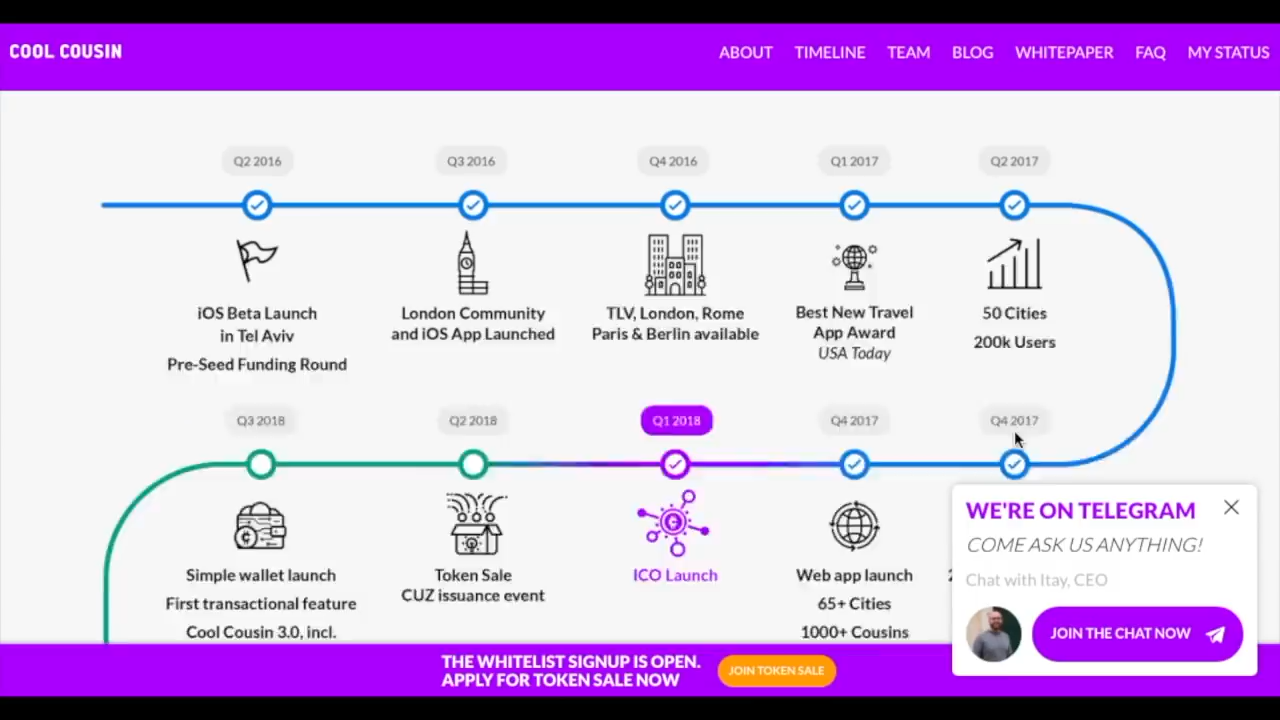 COOL COUSIN
ABOUT TIMELINE TEAM BLOG WHITEPAPER FAQ MY STATUS
Q2 2016 Q3 2016 Q4 2016 Q1 2017 Q2 2017
iOS Beta Launch
in Tel Aviv
Pre-Seed Funding Round
London Community
and iOS App Launched
TLV, London, Rome
Paris & Berlin available
Best New Travel
App Award
USA Today
50 Cities
200k Users
Q3 2018 Q2 2018 Q1 2018 Q4 2017 Q4 2017
Simple wallet launch
First transactional feature
Cool Cousin 3.0, incl.
Token Sale
CUZ issuance event
ICO Launch
Web app launch
65+ Cities
1000+ Cousins
WE'RE ON TELEGRAM
COME ASK US ANYTHING!
Chat with Itay, CEO
JOIN THE CHAT NOW
THE WHITELIST SIGNUP IS OPEN.
APPLY FOR TOKEN SALE NOW
JOIN TOKEN SALE